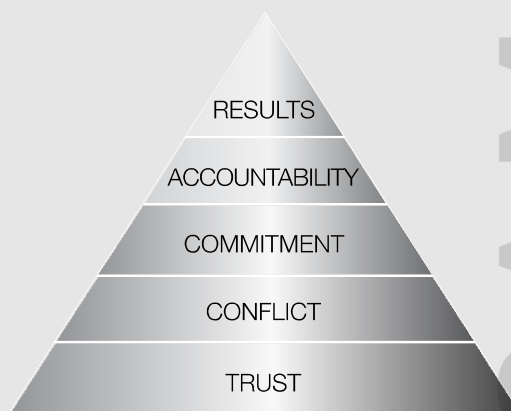 RESULTS
ACCOUNTABILITY
COMMITMENT
CONFLICT
TRUST